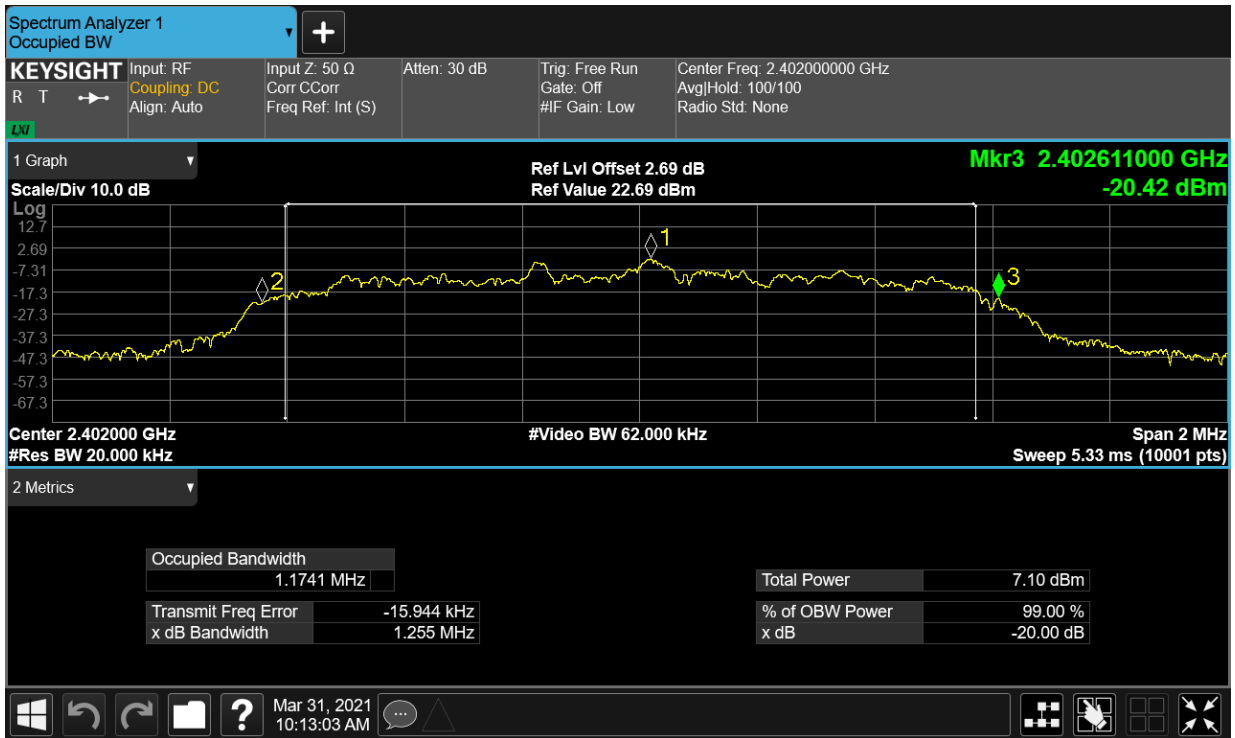 Spectrum Analyzer 1
Occupied BW
KEYSIGHT
R T
LXI
Input: RF
Coupling: DC
Align: Auto
Input Z: 50 Ω
Corr CCorr
Freq Ref: Int (S)
Atten: 30 dB
Trig: Free Run
Gate: Off
#IF Gain: Low
Center Freq: 2.402000000 GHz
Avg|Hold: 100/100
Radio Std: None
1 Graph
Scale/Div 10.0 dB
Ref Lvl Offset 2.69 dB
Ref Value 22.69 dBm
Mkr3 2.402611000 GHz
-20.42 dBm
Log
12.7
2.69
-7.31
-17.3
-27.3
-37.3
-47.3
-57.3
-67.3
2
1
3
Center 2.402000 GHz
#Video BW 62.000 kHz
Span 2 MHz
#Res BW 20.000 kHz
Sweep 5.33 ms (10001 pts)
2 Metrics
Occupied Bandwidth
1.1741 MHz
Transmit Freq Error -15.944 kHz
x dB Bandwidth 1.255 MHz
Total Power 7.10 dBm
% of OBW Power 99.00 %
x dB -20.00 dB
?
Mar 31, 2021
10:13:03 AM